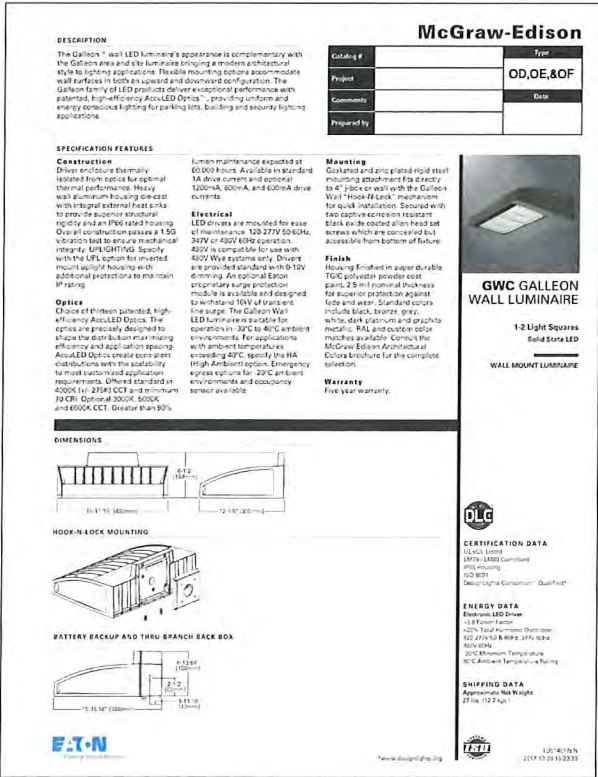 McGraw-Edison
DESCRIPTION
The Galleon ™ wall LED luminaire's appearance is complementary with
the Galleon area and site luminaire bringing a modern architectural
style to lighting applications. Flexible mounting options accommodate
wall surfaces in both an upward and downward configuration. The
Galleon family of LED products deliver exceptional performance with
patented, high-efficiency AccuLED Optics™, providing uniform and
energy conscious lighting for parking lots, building and security lighting
applications.
Catalog #
Type
Project
OD,OE,&OF
Comments
Date
Prepared by
SPECIFICATION FEATURES
Construction
Driver enclosure thermally
isolated from optics for optimal
thermal performance. Heavy
wall aluminum housing die-cast
with integral external heat sinks
to provide superior structural
rigidity and an IP66 rated housing.
Overall construction passes a 1.5G
vibration test to ensure mechanical
integrity. UPLIGHTING: Specify
with the UPL option for inverted
mount uplight housing with
additional protections to maintain
IP rating.
Optics
Choice of thirteen patented, high-
efficiency AccuLED Optics. The
optics are precisely designed to
shape the distribution maximizing
efficiency and application spacing.
AccuLED Optics create consistent
distributions with the scalability
to meet customized application
requirements. Offered standard in
4000K (+/- 275K) CCT and minimum
70 CRI. Optional 3000K, 5000K
and 6000K CCT. Greater than 90%
lumen maintenance expected at
60,000 hours. Available in standard
1A drive current and optional
1200mA, 800mA, and 600mA drive
currents.
Electrical
LED drivers are mounted for ease
of maintenance. 120-277V 50/60Hz,
347V or 480V 60Hz operation.
480V is compatible for use with
480V Wye systems only. Drivers
are provided standard with 0-10V
dimming. An optional Eaton
proprietary surge protection
module is available and designed
to withstand 10kV of transient
line surge. The Galleon Wall
LED luminaire is suitable for
operation in -30°C to 40°C ambient
environments. For applications
with ambient temperatures
exceeding 40°C, specify the HA
(High Ambient) option. Emergency
egress options for -20°C ambient
environments and occupancy
sensor available.
Mounting
Gasketed and zinc plated rigid steel
mounting attachment fits directly
to 4" j-box or wall with the Galleon
Wall "Hook-N-Lock" mechanism
for quick installation. Secured with
two captive corrosion resistant
black oxide coated allen head set
screws which are concealed but
accessible from bottom of fixture.
Finish
Housing finished in super durable
TGIC polyester powder coat
paint, 2.5 mil nominal thickness
for superior protection against
fade and wear. Standard colors
include black, bronze, grey,
white, dark platinum and graphite
metallic. RAL and custom color
matches available. Consult the
McGraw-Edison Architectural
Colors brochure for the complete
selection.
Warranty
Five-year warranty.
GWC GALLEON
WALL LUMINAIRE
1-2 Light Squares
Solid State LED
WALL MOUNT LUMINAIRE
DIMENSIONS
HOOK-N-LOCK MOUNTING
BATTERY BACKUP AND THRU-BRANCH BACK BOX
DLC
CERTIFICATION DATA
UL/cUL Listed
LM79 / LM80 Compliant
IP66 Housing
ISO 9001
ENERGY DATA
Electronic LED Driver
>0.9 Power Factor
<20% Total Harmonic Distortion
-30°C Minimum Temperature
SHIPPING DATA
Approximate Net Weight:
27 lbs. (12.2 kgs.)
EATON
*www.designlights.org